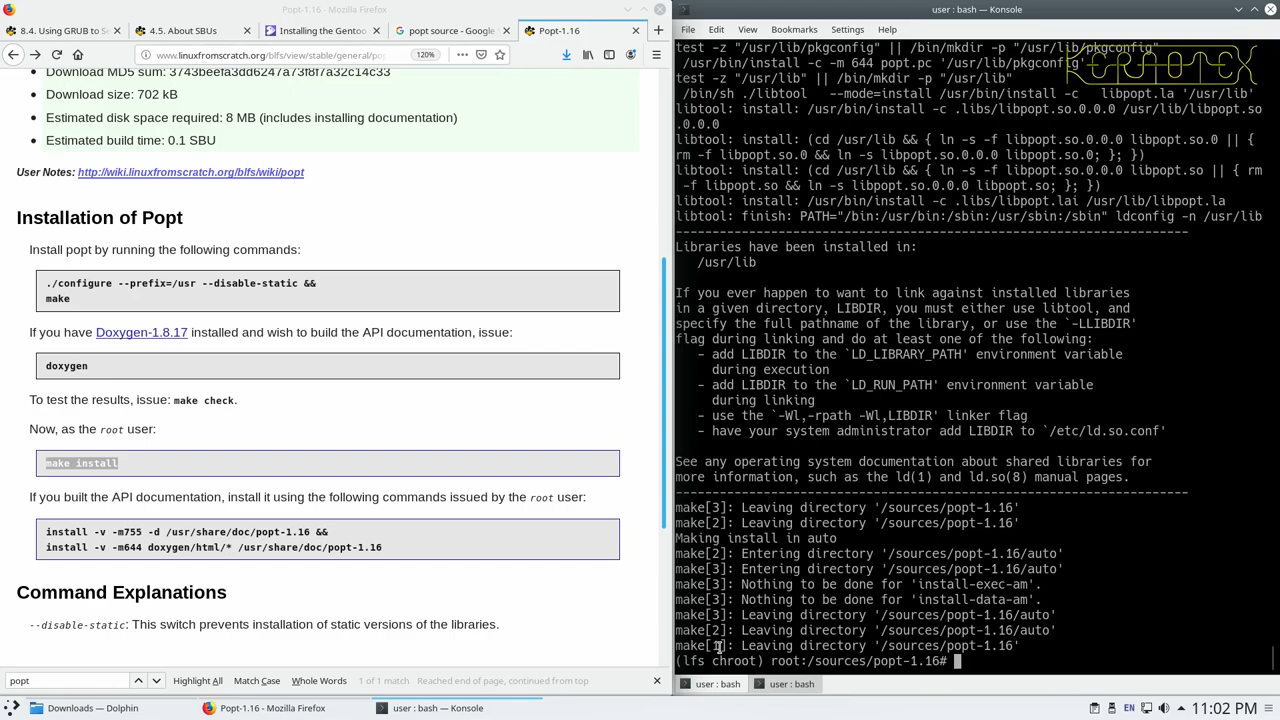 Popt-1.16 - Mozilla Firefox
8.4. Using GRUB to Se
4.5. About SBUs
Installing the Gentoo
popt source - Google
Popt-1.16
www.linuxfromscratch.org/blfs/view/stable/general/po
120%
Download MD5 sum: 3743beefa3dd6247a73f8f7a32c14c33
Download size: 702 kB
Estimated disk space required: 8 MB (includes installing documentation)
Estimated build time: 0.1 SBU
User Notes: http://wiki.linuxfromscratch.org/blfs/wiki/popt
Installation of Popt
Install popt by running the following commands:
./configure --prefix=/usr --disable-static &&
make
If you have Doxygen-1.8.17 installed and wish to build the API documentation, issue:
doxygen
To test the results, issue: make check.
Now, as the root user:
make install
If you built the API documentation, install it using the following commands issued by the root user:
install -v -m755 -d /usr/share/doc/popt-1.16 &&
install -v -m644 doxygen/html/* /usr/share/doc/popt-1.16
Command Explanations
--disable-static: This switch prevents installation of static versions of the libraries.
popt
Highlight All
Match Case
Whole Words
1 of 1 match
Reached end of page, continued from top
user : bash — Konsole
File Edit View Bookmarks Settings Help
test -z "/usr/lib/pkgconfig" || /bin/mkdir -p "/usr/lib/pkgconfig"
/usr/bin/install -c -m 644 popt.pc '/usr/lib/pkgconfig'
test -z "/usr/lib" || /bin/mkdir -p "/usr/lib"
/bin/sh ./libtool --mode=install /usr/bin/install -c libpopt.la '/usr/lib'
libtool: install: /usr/bin/install -c .libs/libpopt.so.0.0.0 /usr/lib/libpopt.so
.0.0.0
libtool: install: (cd /usr/lib && { ln -s -f libpopt.so.0.0.0 libpopt.so.0 || {
rm -f libpopt.so.0 && ln -s libpopt.so.0.0.0 libpopt.so.0; }; })
libtool: install: (cd /usr/lib && { ln -s -f libpopt.so.0.0.0 libpopt.so || { rm
-f libpopt.so && ln -s libpopt.so.0.0.0 libpopt.so; }; })
libtool: install: /usr/bin/install -c .libs/libpopt.lai /usr/lib/libpopt.la
libtool: finish: PATH="/bin:/usr/bin:/sbin:/usr/sbin:/sbin" ldconfig -n /usr/lib
----------------------------------------------------------------------
Libraries have been installed in:
/usr/lib
If you ever happen to want to link against installed libraries
in a given directory, LIBDIR, you must either use libtool, and
specify the full pathname of the library, or use the `-LLIBDIR'
flag during linking and do at least one of the following:
- add LIBDIR to the `LD_LIBRARY_PATH' environment variable
during execution
- add LIBDIR to the `LD_RUN_PATH' environment variable
during linking
- use the `-Wl,-rpath -Wl,LIBDIR' linker flag
- have your system administrator add LIBDIR to `/etc/ld.so.conf'
See any operating system documentation about shared libraries for
more information, such as the ld(1) and ld.so(8) manual pages.
----------------------------------------------------------------------
make[3]: Leaving directory '/sources/popt-1.16'
make[2]: Leaving directory '/sources/popt-1.16'
Making install in auto
make[2]: Entering directory '/sources/popt-1.16/auto'
make[3]: Entering directory '/sources/popt-1.16/auto'
make[3]: Nothing to be done for 'install-exec-am'.
make[3]: Nothing to be done for 'install-data-am'.
make[3]: Leaving directory '/sources/popt-1.16/auto'
make[2]: Leaving directory '/sources/popt-1.16/auto'
make[1]: Leaving directory '/sources/popt-1.16'
(lfs chroot) root:/sources/popt-1.16#
user : bash
user : bash
Downloads — Dolphin
Popt-1.16 - Mozilla Firefox
user : bash — Konsole
EN
11:02 PM